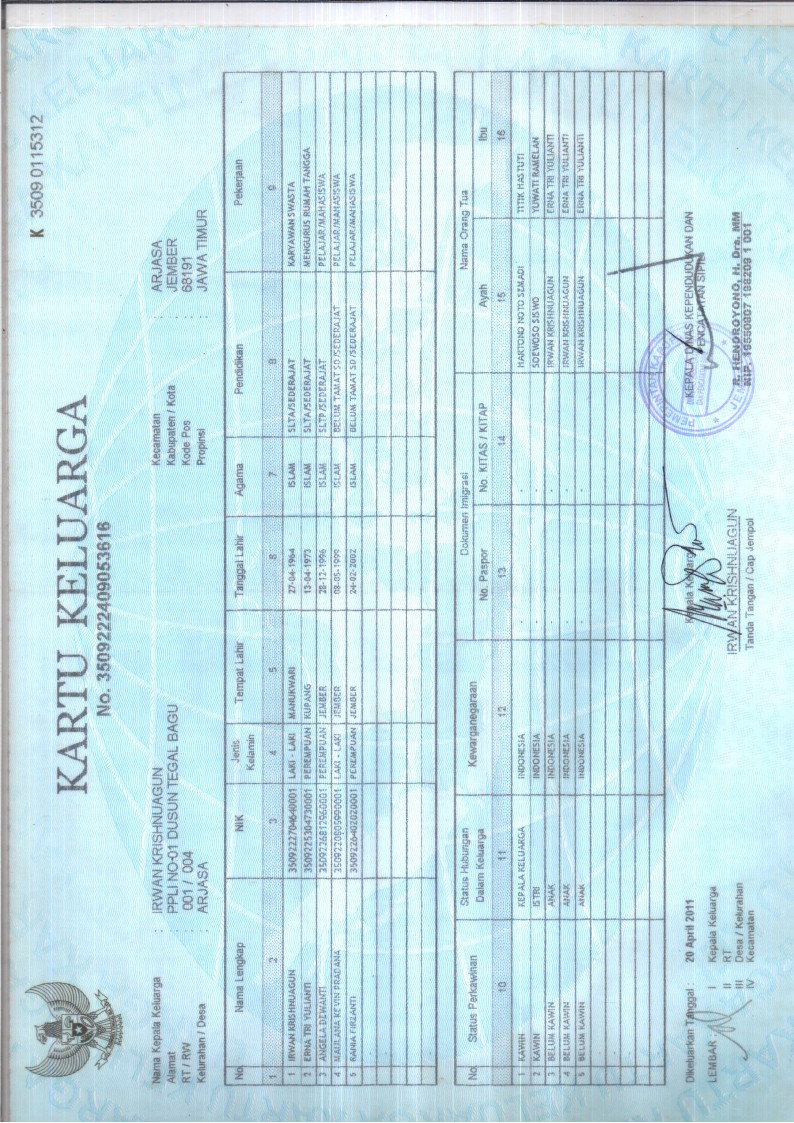 K 3509 0115312
KARTU KELUARGA
No. 3509222409053616
Nama Kepala Keluarga : IRWAN KRISHNUAGUN
Alamat : PPLI NO-01 DUSUN TEGAL BAGU
RT / RW : 001 / 004
Kelurahan / Desa : ARJASA
Kecamatan : ARJASA
Kabupaten / Kota : JEMBER
Kode Pos : 68191
Propinsi : JAWA TIMUR
No. Nama Lengkap NIK Jenis Kelamin Tempat Lahir Tanggal Lahir Agama Pendidikan Pekerjaan
1 2 3 4 5 6 7 8 9
1 IRWAN KRISHNUAGUN 3509222704640001 LAKI - LAKI MANUKWARI 27-04-1964 ISLAM SLTA/SEDERAJAT KARYAWAN SWASTA
2 ERNA TRI YULIANTI 3509225304730001 PEREMPUAN KUPANG 13-04-1973 ISLAM SLTA/SEDERAJAT MENGURUS RUMAH TANGGA
3 ANGELA DEWANTI 3509226812960001 PEREMPUAN JEMBER 28-12-1996 ISLAM SLTP/SEDERAJAT PELAJAR/MAHASISWA
4 MAULANA KEVIN PRADANA 3509220805990001 LAKI - LAKI JEMBER 08-05-1999 ISLAM BELUM TAMAT SD/SEDERAJAT PELAJAR/MAHASISWA
5 RANIA FIRZANTI 3509226402020001 PEREMPUAN JEMBER 24-02-2002 ISLAM BELUM TAMAT SD/SEDERAJAT PELAJAR/MAHASISWA
No. Status Perkawinan Status Hubungan Dalam Keluarga Kewarganegaraan Dokumen Imigrasi Nama Orang Tua
No. Paspor No. KITAS / KITAP Ayah Ibu
10 11 12 13 14 15 16
1 KAWIN KEPALA KELUARGA INDONESIA - - HARTONO NOTO SEMADI TITIK HASTUTI
2 KAWIN ISTRI INDONESIA - - SOEWOSO SISWO YUWATI RAMELAN
3 BELUM KAWIN ANAK INDONESIA - - IRWAN KRISHNUAGUN ERNA TRI YULIANTI
4 BELUM KAWIN ANAK INDONESIA - - IRWAN KRISHNUAGUN ERNA TRI YULIANTI
5 BELUM KAWIN ANAK INDONESIA - - IRWAN KRISHNUAGUN ERNA TRI YULIANTI
Dikeluarkan Tanggal : 20 April 2011
LEMBAR : I Kepala Keluarga
II RT
III Desa / Kelurahan
IV Kecamatan
Kepala Keluarga
IRWAN KRISHNUAGUN
Tanda Tangan / Cap Jempol
PEMERINTAH KABUP
JEM
KEPALA DINAS KEPENDUDUKAN DAN
PENCATATAN SIPIL
R. HENDROYONO, H. Drs. MM
NIP. 19550807 198209 1 001